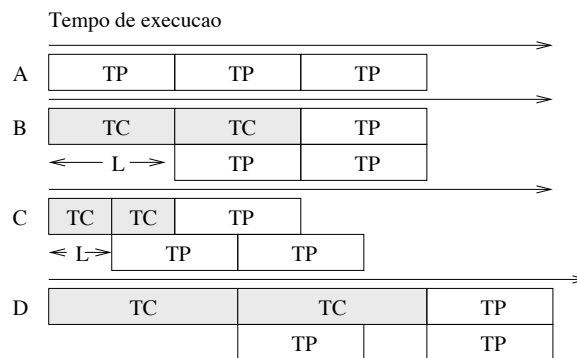 Tempo de execucao
A TP TP TP
B TC TC TP
L TP TP
C TC TC TP
L TP TP
D TC TC TP
TP TP